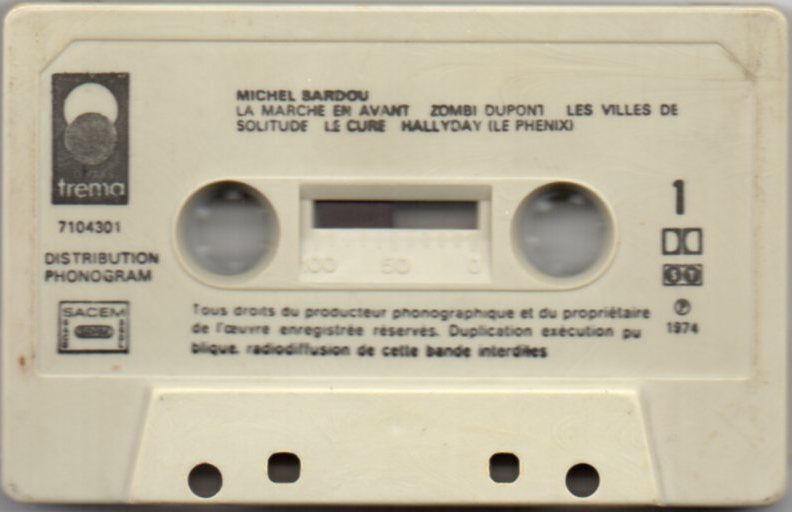 MICHEL SARDOU
LA MARCHE EN AVANT ZOMBI DUPONT LES VILLES DE
SOLITUDE LE CURE HALLYDAY (LE PHENIX)
trema
7104301
DISTRIBUTION
PHONOGRAM
SACEM
1
100 50 0
Tous droits du producteur phonographique et du propriétaire
de l'œuvre enregistrée réservés. Duplication exécution pu
blique, radiodiffusion de cette bande interdites
℗
1974